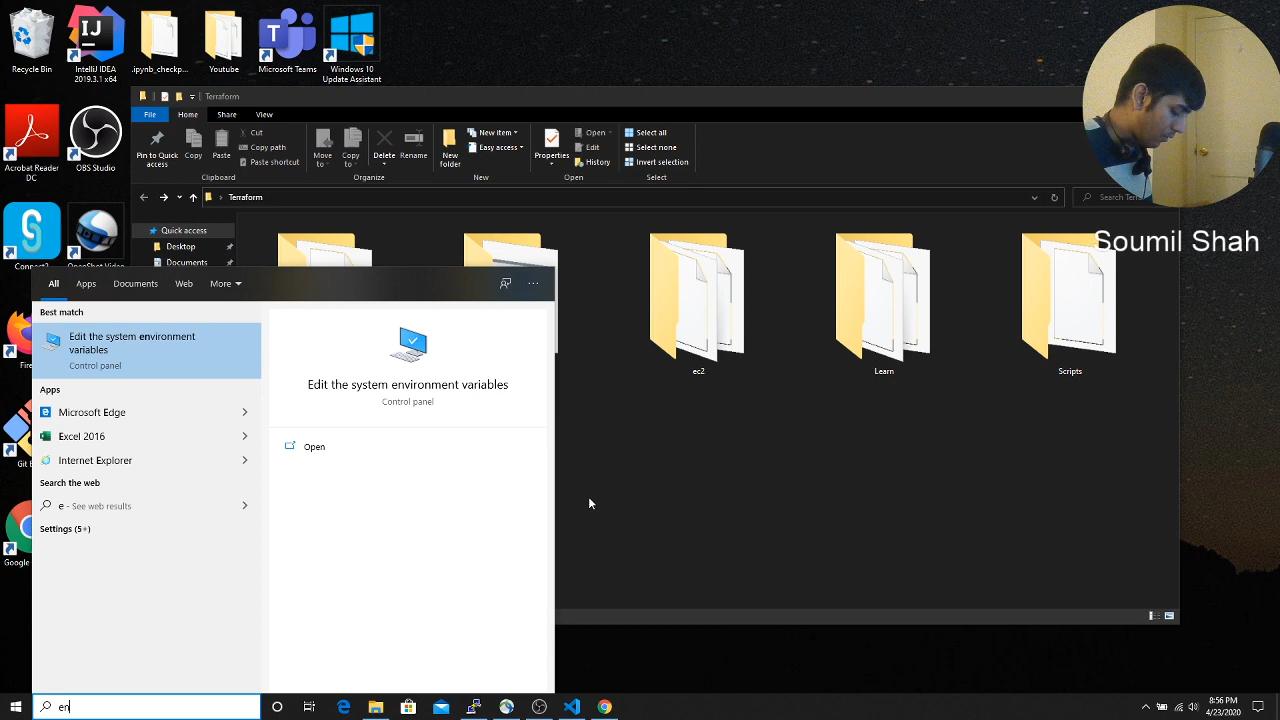 Recycle Bin
IntelliJ IDEA
2019.3.1 x64
.ipynb_checkp...
Youtube
Microsoft Teams
Windows 10
Update Assistant
Acrobat Reader
DC
OBS Studio
Terraform
File
Home
Share
View
Pin to Quick
access
Copy
Paste
Cut
Copy path
Paste shortcut
Clipboard
Move
to
Copy
to
Delete
Rename
Organize
New
folder
New item
Easy access
New
Properties
Open
Edit
History
Open
Select all
Select none
Invert selection
Select
Terraform
Quick access
Desktop
Documents
ec2
Learn
Scripts
Soumil Shah
All
Apps
Documents
Web
More
Best match
Edit the system environment
variables
Control panel
Apps
Microsoft Edge
Excel 2016
Internet Explorer
Search the web
e - See web results
Settings (5+)
Edit the system environment variables
Control panel
Open
Google
en
8:56 PM
4/23/2020